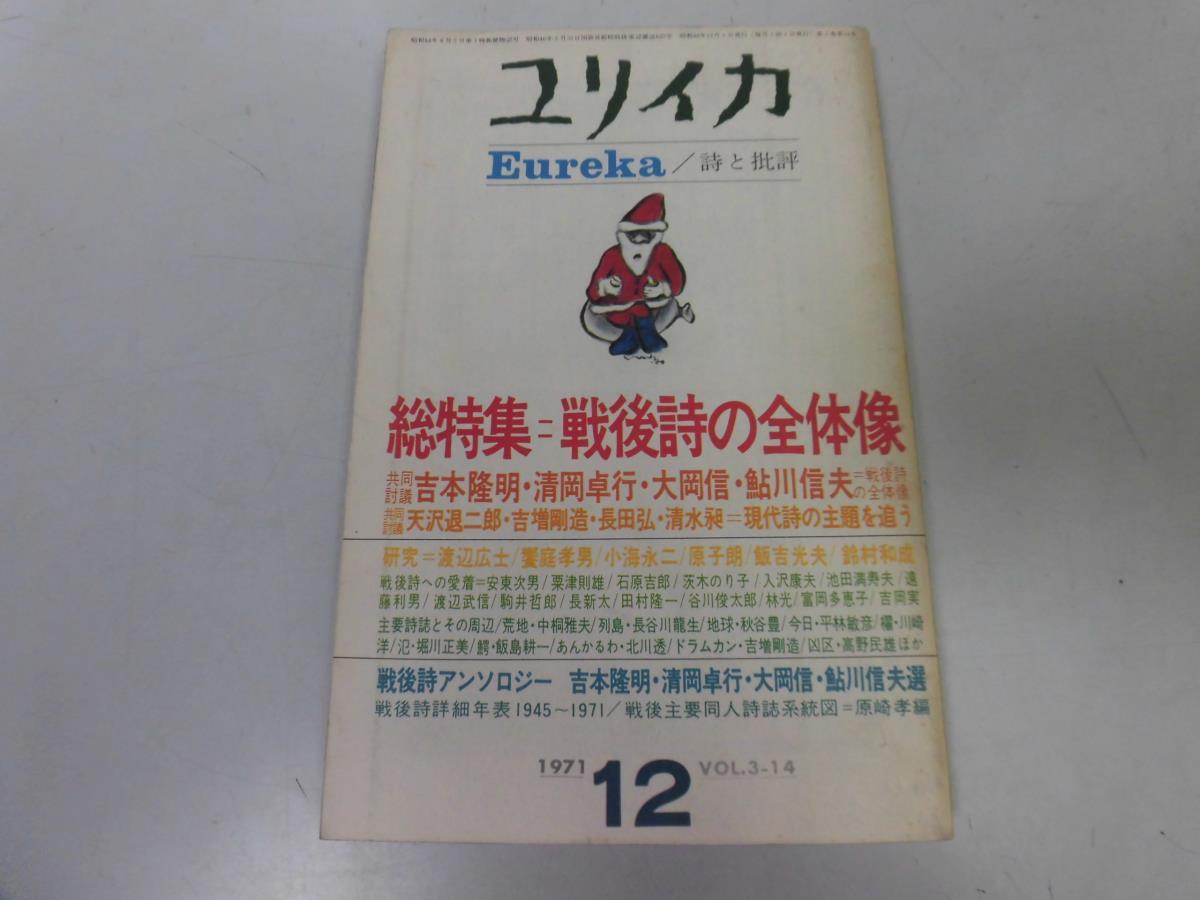 ユリイカ
Eureka/詩と批評
総特集=戦後詩の全体像
共同討議 吉本隆明・清岡卓行・大岡信・鮎川信夫=戦後詩の全体像
共同討議 天沢退二郎・吉増剛造・長田弘・清水昶=現代詩の主題を追う
研究=渡辺広士/饗庭孝男/小海永二/原子朗/飯吉光夫/鈴村和成
戦後詩への愛着=安東次男/粟津則雄/石原吉郎/茨木のり子/入沢康夫/池田満寿夫/遠
藤利男/渡辺武信/駒井哲郎/長新太/田村隆一/谷川俊太郎/林光/富岡多恵子/吉岡実
主要詩誌とその周辺/荒地・中桐雅夫/列島・長谷川龍生/地球・秋谷豊/今日・平林敏彦/櫂・川崎
洋/氾・堀川正美/鰐・飯島耕一/あんかるわ・北川透/ドラムカン・吉増剛造/凶区・高野民雄ほか
戦後詩アンソロジー 吉本隆明・清岡卓行・大岡信・鮎川信夫選
戦後詩詳細年表1945~1971/戦後主要同人詩誌系統図=原崎孝編
1971 12 VOL.3-14